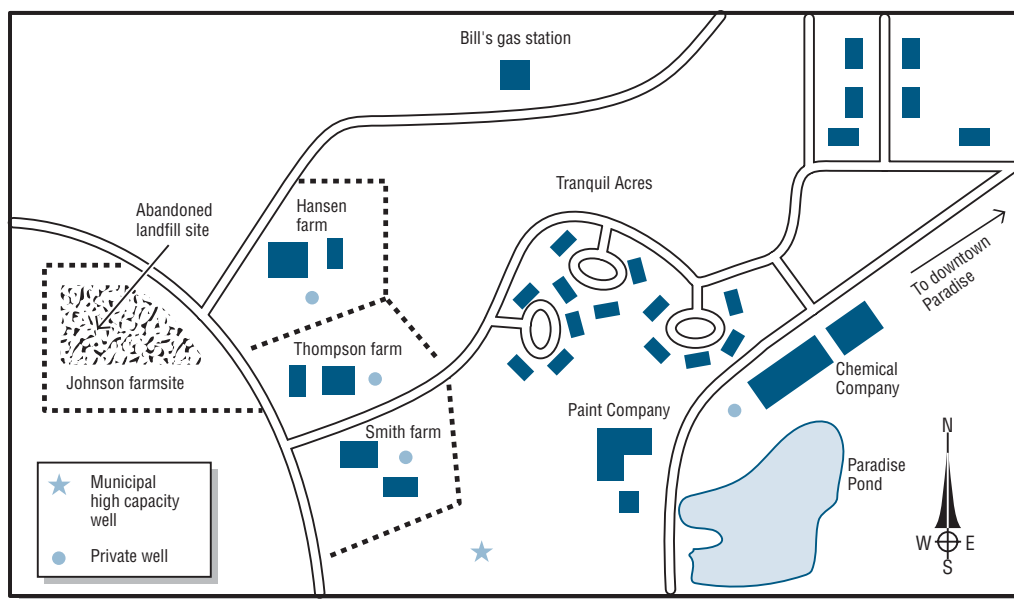 Bill's gas station
Tranquil Acres
Hansen
farm
Abandoned
landfill site
To downtown
Paradise
Thompson farm
Johnson farmsite
Chemical
Company
Paint Company
Smith farm
Paradise
Pond
N
W
E
S
Municipal
high capacity
well
Private well